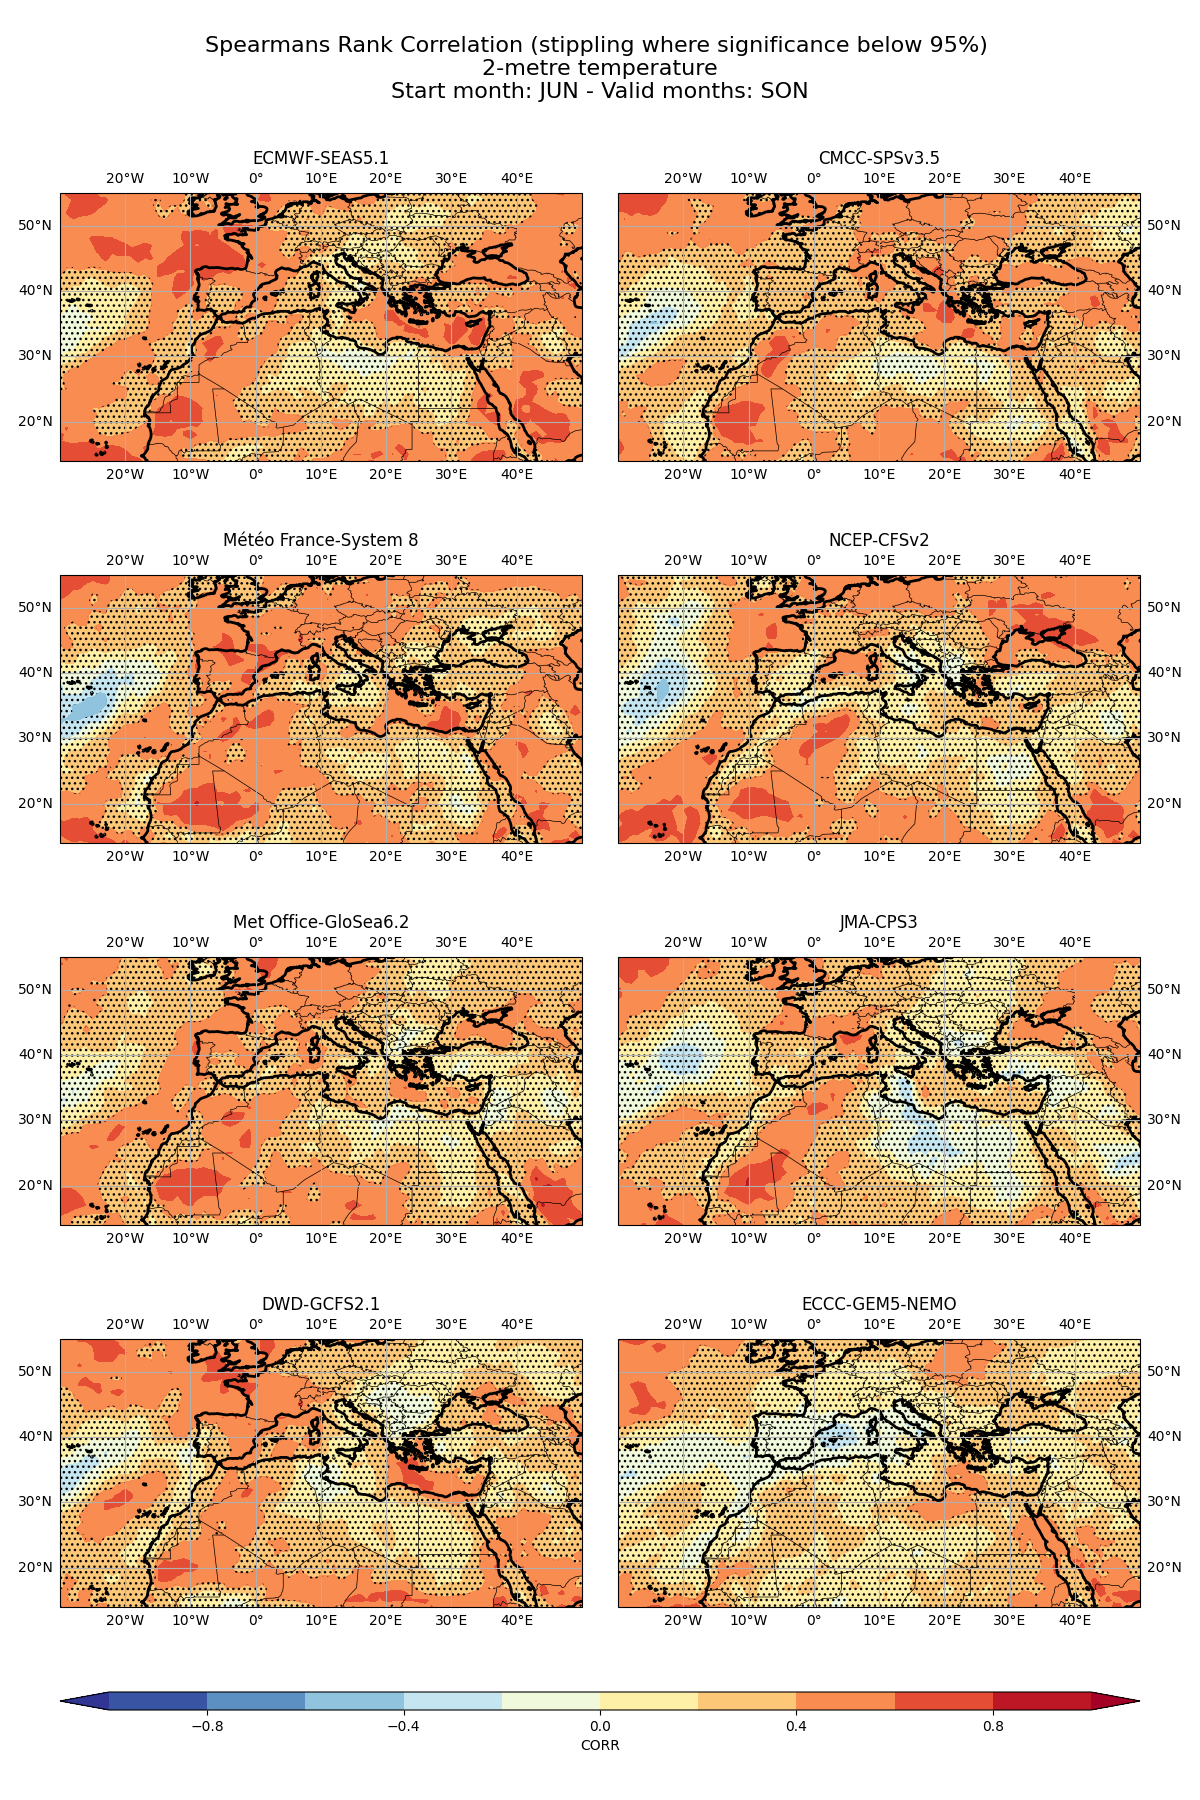 Spearmans Rank Correlation (stippling where significance below 95%)
2-metre temperature
Start month: JUN - Valid months: SON
ECMWF-SEAS5.1 CMCC-SPSv3.5
20°W 10°W 0° 10°E 20°E 30°E 40°E 20°W 10°W 0° 10°E 20°E 30°E 40°E
50°N 50°N
40°N 40°N
30°N 30°N
20°N 20°N
20°W 10°W 0° 10°E 20°E 30°E 40°E 20°W 10°W 0° 10°E 20°E 30°E 40°E
Météo France-System 8 NCEP-CFSv2
20°W 10°W 0° 10°E 20°E 30°E 40°E 20°W 10°W 0° 10°E 20°E 30°E 40°E
50°N 50°N
40°N 40°N
30°N 30°N
20°N 20°N
20°W 10°W 0° 10°E 20°E 30°E 40°E 20°W 10°W 0° 10°E 20°E 30°E 40°E
Met Office-GloSea6.2 JMA-CPS3
20°W 10°W 0° 10°E 20°E 30°E 40°E 20°W 10°W 0° 10°E 20°E 30°E 40°E
50°N 50°N
40°N 40°N
30°N 30°N
20°N 20°N
20°W 10°W 0° 10°E 20°E 30°E 40°E 20°W 10°W 0° 10°E 20°E 30°E 40°E
DWD-GCFS2.1 ECCC-GEM5-NEMO
20°W 10°W 0° 10°E 20°E 30°E 40°E 20°W 10°W 0° 10°E 20°E 30°E 40°E
50°N 50°N
40°N 40°N
30°N 30°N
20°N 20°N
20°W 10°W 0° 10°E 20°E 30°E 40°E 20°W 10°W 0° 10°E 20°E 30°E 40°E
−0.8 −0.4 0.0 0.4 0.8
CORR